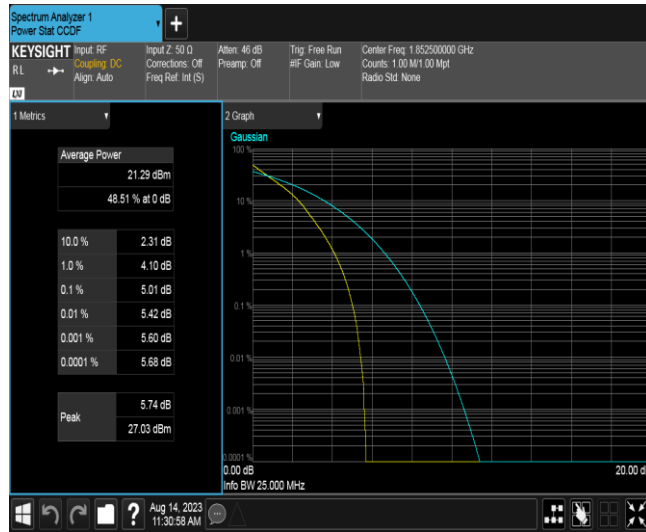 Spectrum Analyzer 1
Power Stat CCDF
+
KEYSIGHT Input: RF Input Z: 50 Ω Atten: 46 dB Trig: Free Run Center Freq: 1.852500000 GHz
RL Coupling: DC Corrections: Off Preamp: Off #IF Gain: Low Counts: 1.00 M/1.00 Mpt
Align: Auto Freq Ref: Int (S) Radio Std: None
LXI
1 Metrics
Average Power
21.29 dBm
48.51 % at 0 dB
10.0 % 2.31 dB
1.0 % 4.10 dB
0.1 % 5.01 dB
0.01 % 5.42 dB
0.001 % 5.60 dB
0.0001 % 5.68 dB
Peak 5.74 dB
27.03 dBm
2 Graph
Gaussian
100 %
10 %
1 %
0.1 %
0.01 %
0.001 %
0.0001 %
0.00 dB 20.00 d
Info BW 25.000 MHz
? Aug 14, 2023
11:30:58 AM